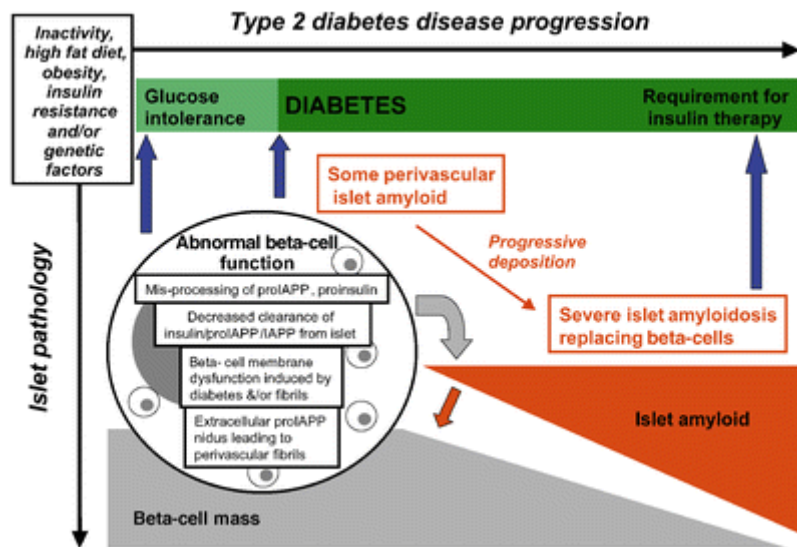 Type 2 diabetes disease progression
Inactivity,
high fat diet,
obesity,
insulin
resistance
and/or
genetic
factors
Glucose
intolerance
DIABETES
Requirement for
insulin therapy
Some perivascular
islet amyloid
Progressive
deposition
Severe islet amyloidosis
replacing beta-cells
Islet pathology
Abnormal beta-cell
function
Mis-processing of proIAPP, proinsulin
Decreased clearance of
insulin/proIAPP/IAPP from islet
Beta- cell membrane
dysfunction induced by
diabetes &/or fibrils
Extracellular proIAPP
nidus leading to
perivascular fibrils
Islet amyloid
Beta-cell mass